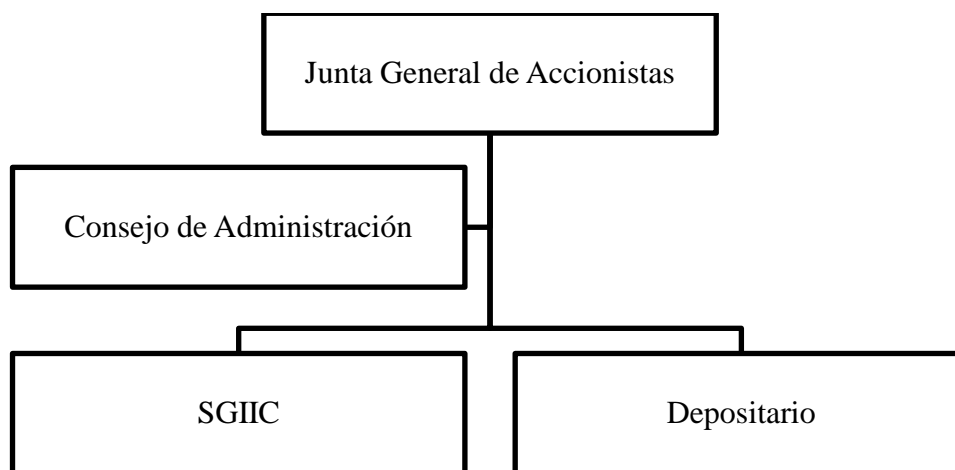 Junta General de Accionistas
Consejo de Administración
SGIIC
Depositario